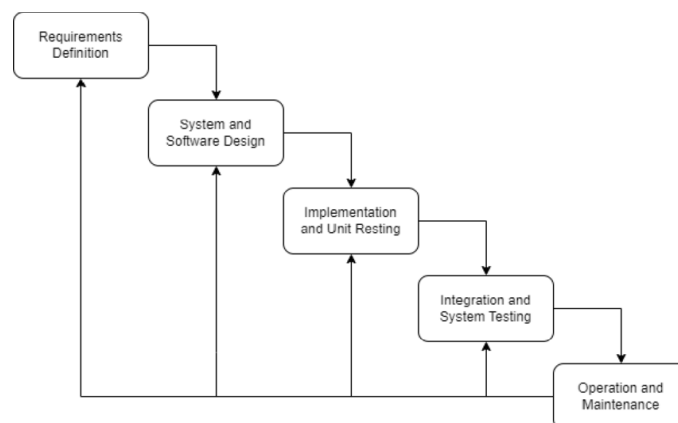 Requirements
Definition
System and
Software Design
Implementation
and Unit Resting
Integration and
System Testing
Operation and
Maintenance